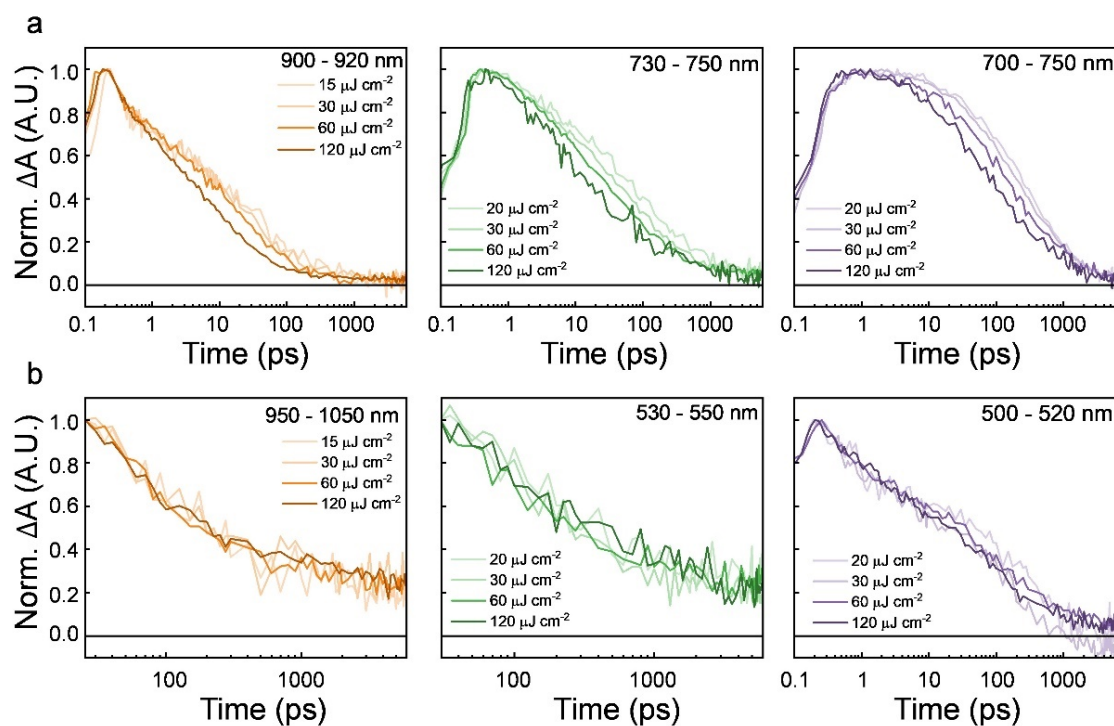 a
900 - 920 nm
15 μJ cm⁻²
30 μJ cm⁻²
60 μJ cm⁻²
120 μJ cm⁻²
Norm. ΔA (A.U.)
1.0
0.8
0.6
0.4
0.2
0.0
0.1 1 10 100 1000
Time (ps)
730 - 750 nm
20 μJ cm⁻²
30 μJ cm⁻²
60 μJ cm⁻²
120 μJ cm⁻²
0.1 1 10 100 1000
Time (ps)
700 - 750 nm
20 μJ cm⁻²
30 μJ cm⁻²
60 μJ cm⁻²
120 μJ cm⁻²
0.1 1 10 100 1000
Time (ps)
b
950 - 1050 nm
15 μJ cm⁻²
30 μJ cm⁻²
60 μJ cm⁻²
120 μJ cm⁻²
Norm. ΔA (A.U.)
1.0
0.8
0.6
0.4
0.2
0.0
100 1000
Time (ps)
530 - 550 nm
20 μJ cm⁻²
30 μJ cm⁻²
60 μJ cm⁻²
120 μJ cm⁻²
100 1000
Time (ps)
500 - 520 nm
20 μJ cm⁻²
30 μJ cm⁻²
60 μJ cm⁻²
120 μJ cm⁻²
0.1 1 10 100 1000
Time (ps)